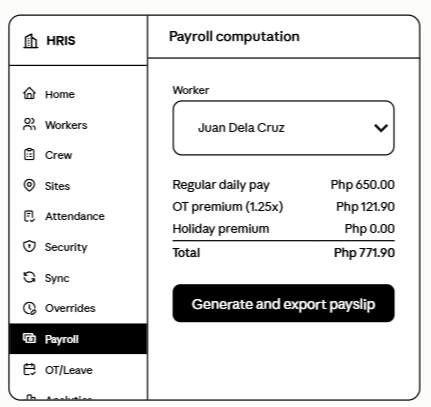 HRIS
Payroll computation
Home
Workers
Crew
Sites
Attendance
Security
Sync
Overrides
Payroll
OT/Leave
Analytics
Worker
Juan Dela Cruz
Regular daily pay Php 650.00
OT premium (1.25x) Php 121.90
Holiday premium Php 0.00
Total Php 771.90
Generate and export payslip